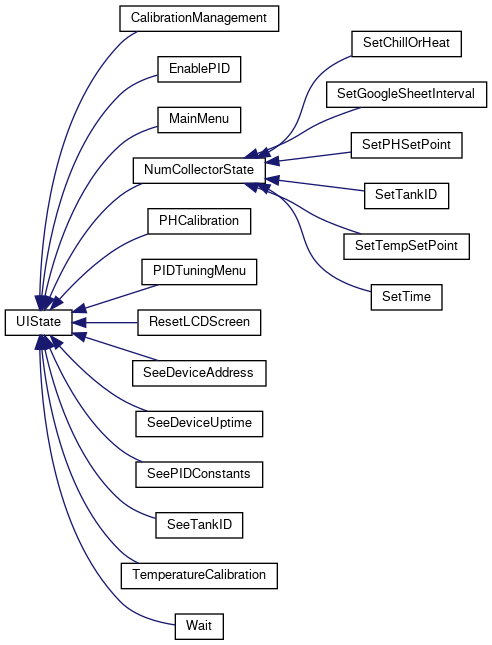 CalibrationManagement
SetChillOrHeat
EnablePID
SetGoogleSheetInterval
MainMenu
SetPHSetPoint
NumCollectorState
SetTankID
PHCalibration
SetTempSetPoint
PIDTuningMenu
SetTime
UIState
ResetLCDScreen
SeeDeviceAddress
SeeDeviceUptime
SeePIDConstants
SeeTankID
TemperatureCalibration
Wait